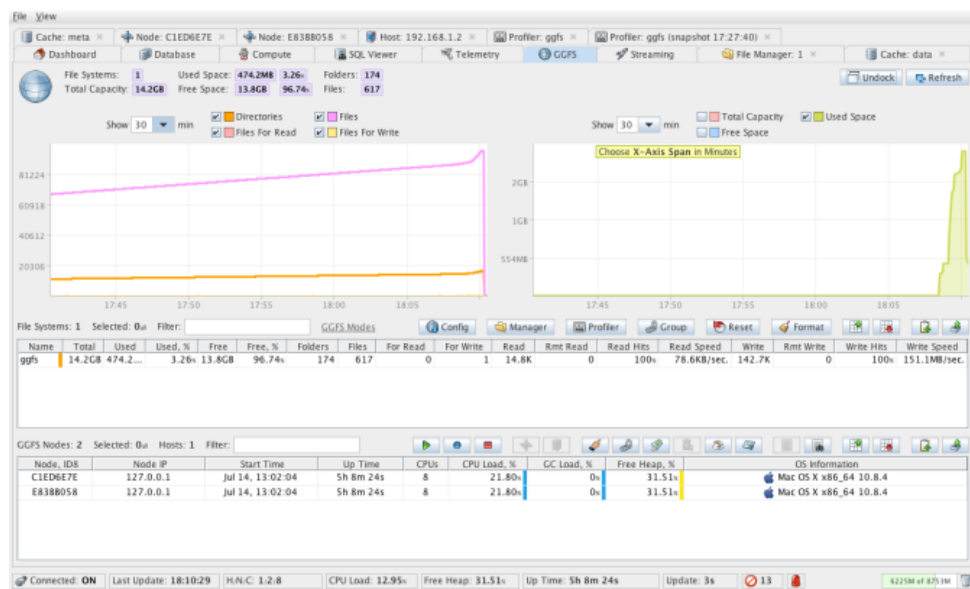 File View
Cache: meta × Node: C1ED6E7E × Node: E83BB058 × Host: 192.168.1.2 × Profiler: ggfs × Profiler: ggfs (snapshot 17:27:40) ×
Dashboard Database Compute SQL Viewer Telemetry GGFS Streaming File Manager: 1 × Cache: data ×
File Systems: 1 Used Space: 474.2MB 3.26% Folders: 174
Total Capacity: 14.2GB Free Space: 13.8GB 96.74% Files: 617
Undock Refresh
Show 30 min Directories Files
Files For Read Files For Write
Show 30 min Total Capacity Used Space
Free Space
Choose X-Axis Span in Minutes
81224
60918
40612
20306
17:45 17:50 17:55 18:00 18:05
2GB
1GB
554MB
17:45 17:50 17:55 18:00 18:05
File Systems: 1 Selected: 0 Filter: GGFS Modes Config Manager Profiler Group Reset Format
Name Total Used Used, % Free Free, % Folders Files For Read For Write Read Rmt Read Read Hits Read Speed Write Rmt Write Write Hits Write Speed
ggfs 14.2GB 474.2... 3.26% 13.8GB 96.74% 174 617 0 1 14.8K 0 100% 78.6KB/sec. 142.7K 0 100% 151.1MB/sec.
GGFS Nodes: 2 Selected: 0 Hosts: 1 Filter:
Node, ID8 Node IP Start Time Up Time CPUs CPU Load, % GC Load, % Free Heap, % OS Information
C1ED6E7E 127.0.0.1 Jul 14, 13:02:04 5h 8m 24s 8 21.80% 0% 31.51% Mac OS X x86_64 10.8.4
E83BB058 127.0.0.1 Jul 14, 13:02:04 5h 8m 24s 8 21.80% 0% 31.51% Mac OS X x86_64 10.8.4
Connected: ON Last Update: 18:10:29 H:N:C: 1:2:8 CPU Load: 12.95% Free Heap: 31.51% Up Time: 5h 8m 24s Update: 3s 13 6225M of 8753M